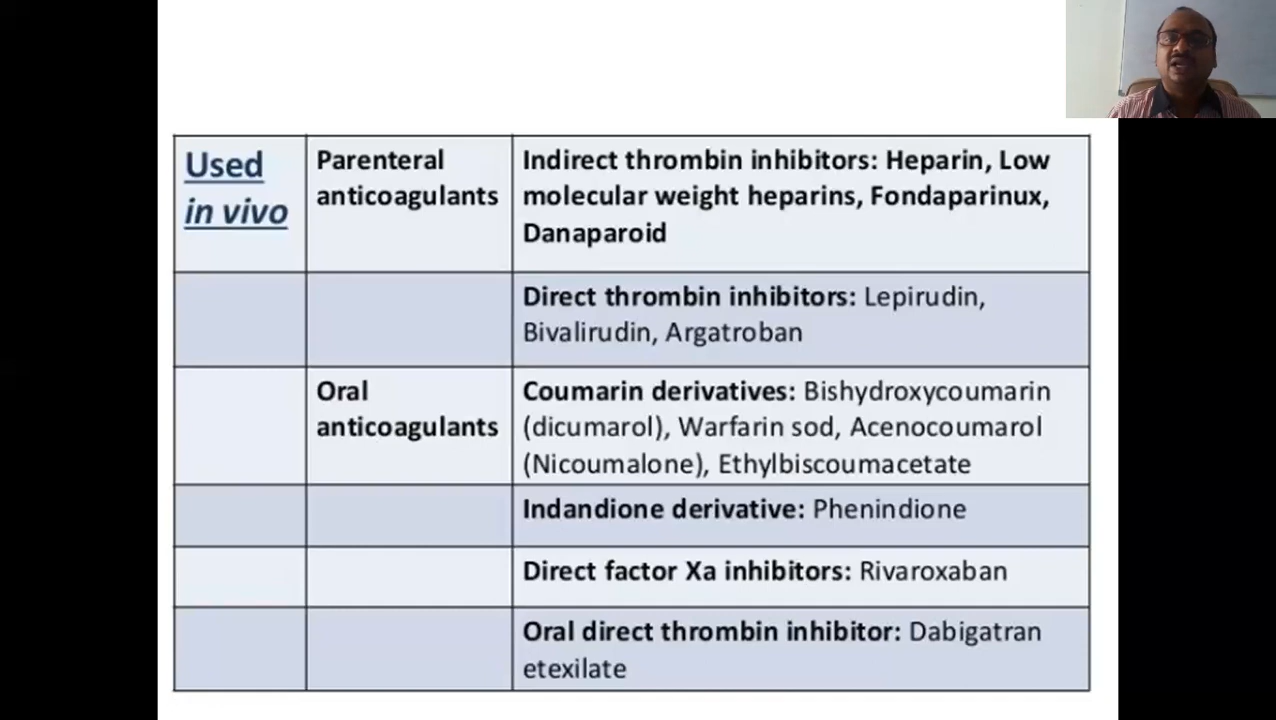 Used
in vivo
Parenteral
anticoagulants
Indirect thrombin inhibitors: Heparin, Low
molecular weight heparins, Fondaparinux,
Danaparoid
Direct thrombin inhibitors: Lepirudin,
Bivalirudin, Argatroban
Oral
anticoagulants
Coumarin derivatives: Bishydroxycoumarin
(dicumarol), Warfarin sod, Acenocoumarol
(Nicoumalone), Ethylbiscoumacetate
Indandione derivative: Phenindione
Direct factor Xa inhibitors: Rivaroxaban
Oral direct thrombin inhibitor: Dabigatran
etexilate